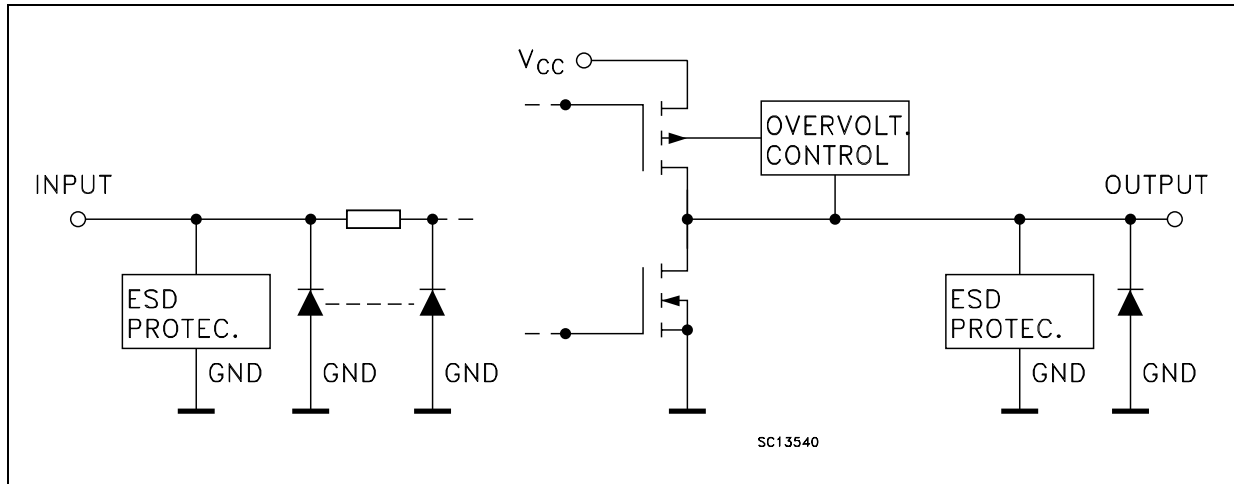 VCC
OVERVOLT.
CONTROL
INPUT
OUTPUT
ESD
PROTEC.
GND
GND
GND
ESD
PROTEC.
GND
GND
SC13540